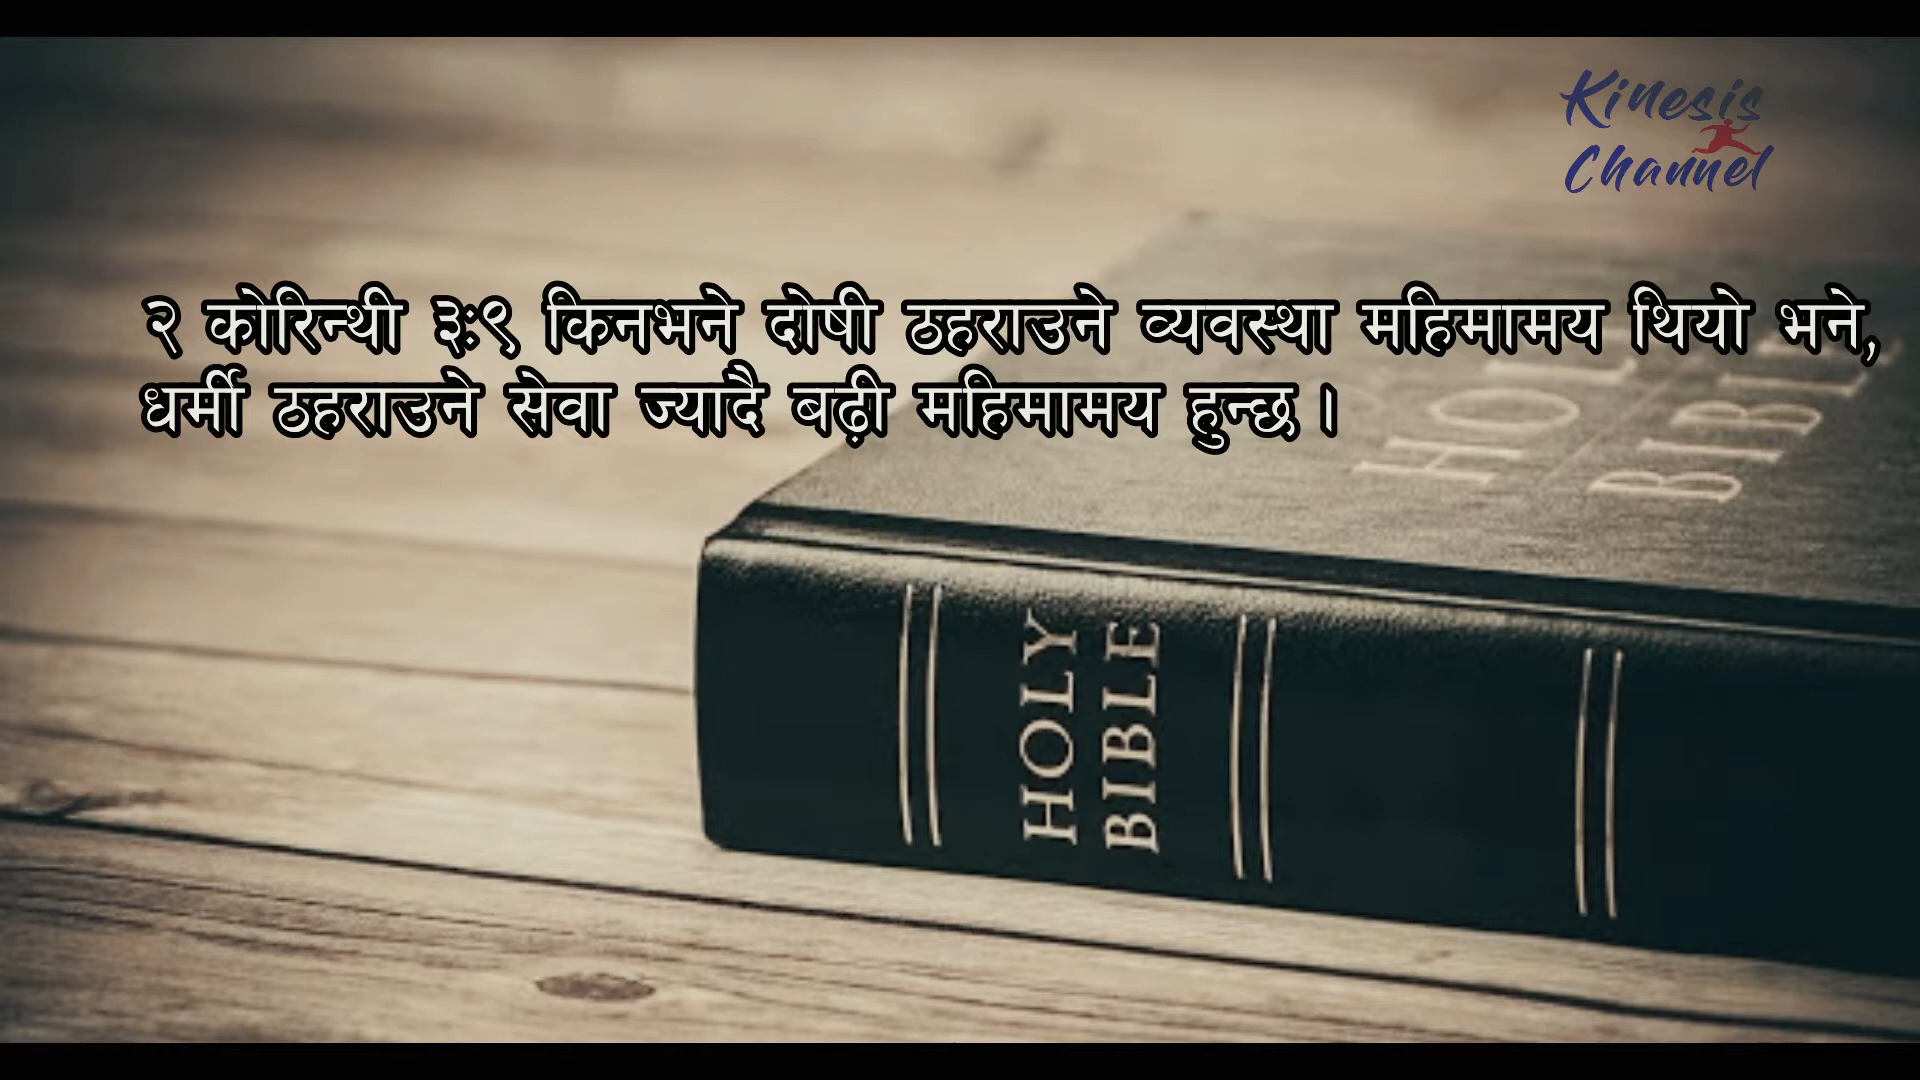 Kinesis
Channel
२ कोरिन्थी ३:९ किनभने दोषी ठहराउने व्यवस्था महिमामय थियो भने,
धर्मी ठहराउने सेवा ज्यादै बढ़ी महिमामय हुन्छ ।
HOLY
BIBLE
HOLY
BIBLE